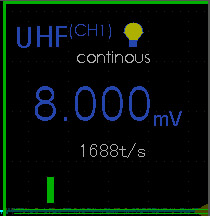 UHF(CH1)
continous
8.000mV
1688t/s